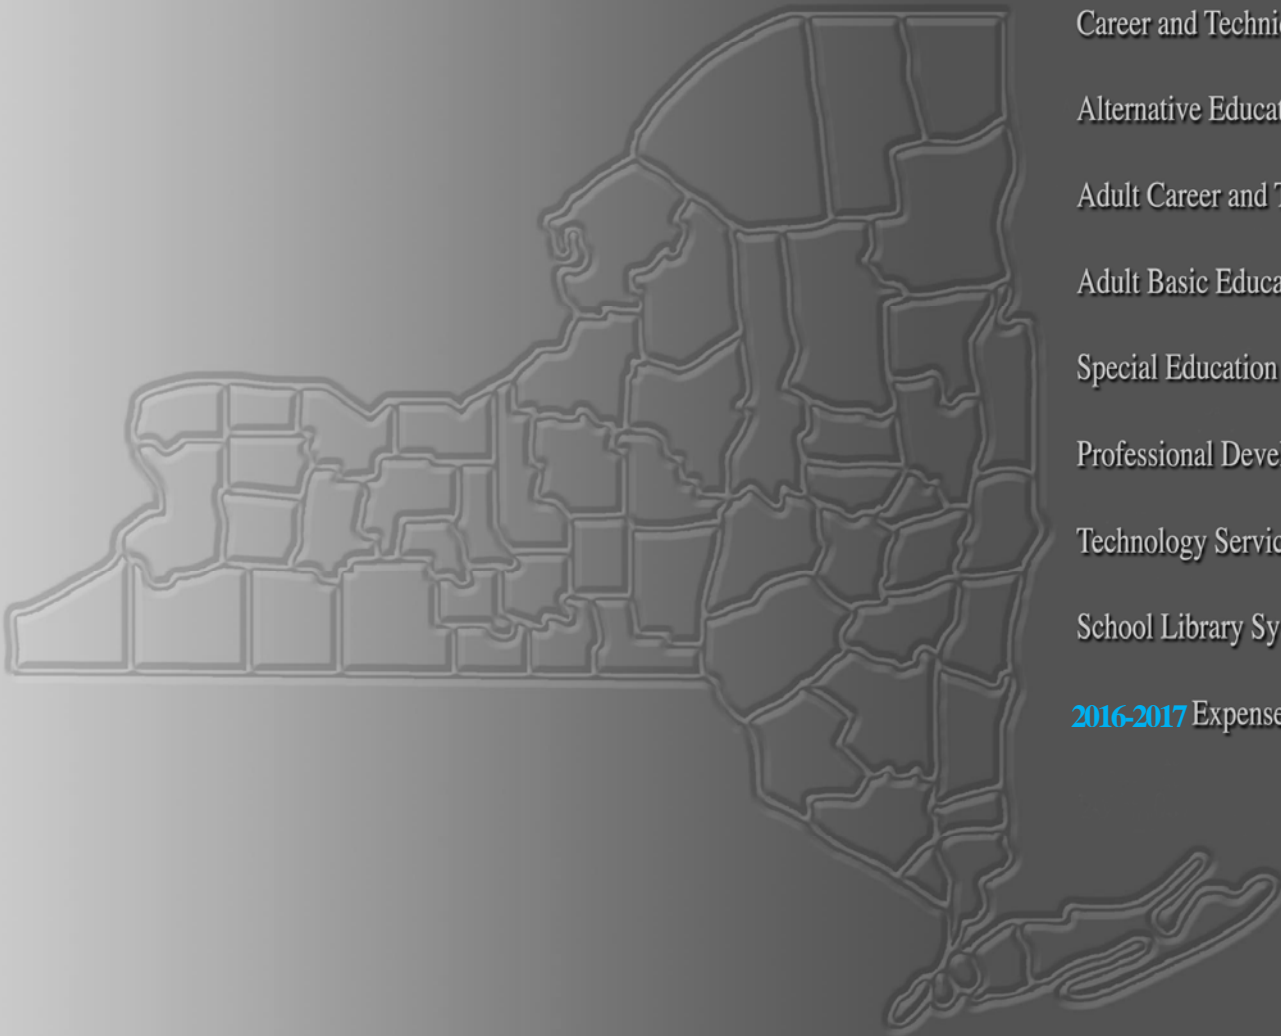 Career and Techni
Alternative Educat
Adult Career and T
Adult Basic Educa
Special Education
Professional Deve
Technology Servic
School Library Sy
2016-2017 Expense